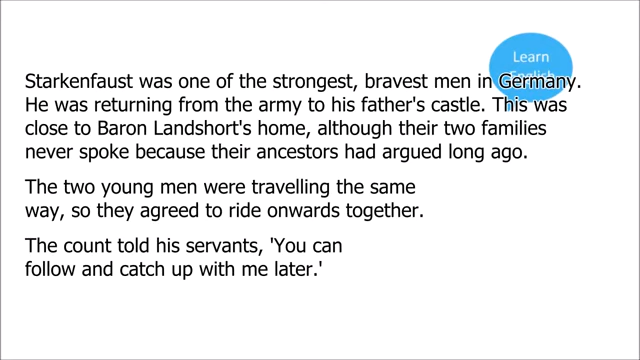 Learn
English
Starkenfaust was one of the strongest, bravest men in Germany.
He was returning from the army to his father's castle. This was
close to Baron Landshort's home, although their two families
never spoke because their ancestors had argued long ago.
The two young men were travelling the same
way, so they agreed to ride onwards together.
The count told his servants, 'You can
follow and catch up with me later.'